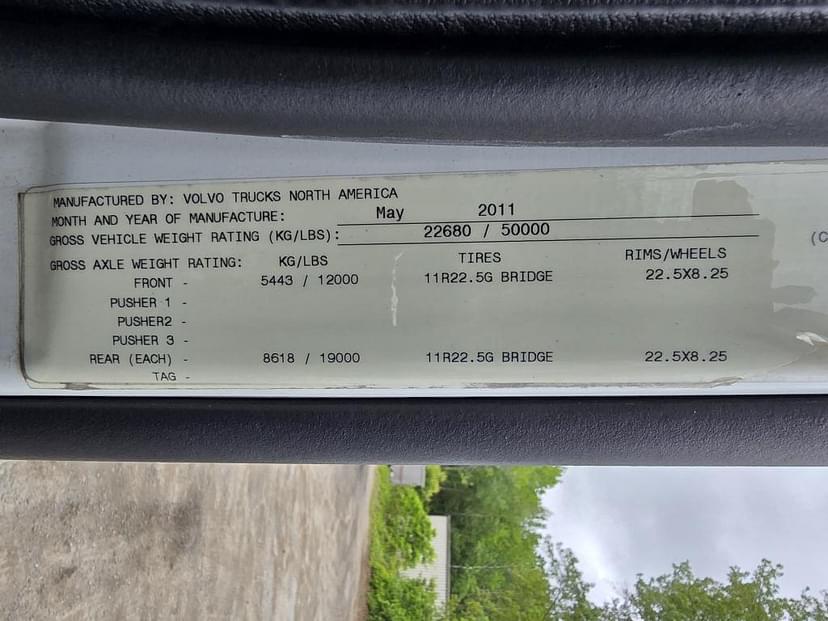 MANUFACTURED BY: VOLVO TRUCKS NORTH AMERICA
MONTH AND YEAR OF MANUFACTURE: May 2011
GROSS VEHICLE WEIGHT RATING (KG/LBS): 22680 / 50000
GROSS AXLE WEIGHT RATING: KG/LBS TIRES RIMS/WHEELS
FRONT - 5443 / 12000 11R22.5G BRIDGE 22.5X8.25
PUSHER 1 -
PUSHER2 -
PUSHER 3 -
REAR (EACH) - 8618 / 19000 11R22.5G BRIDGE 22.5X8.25
TAG -
(C